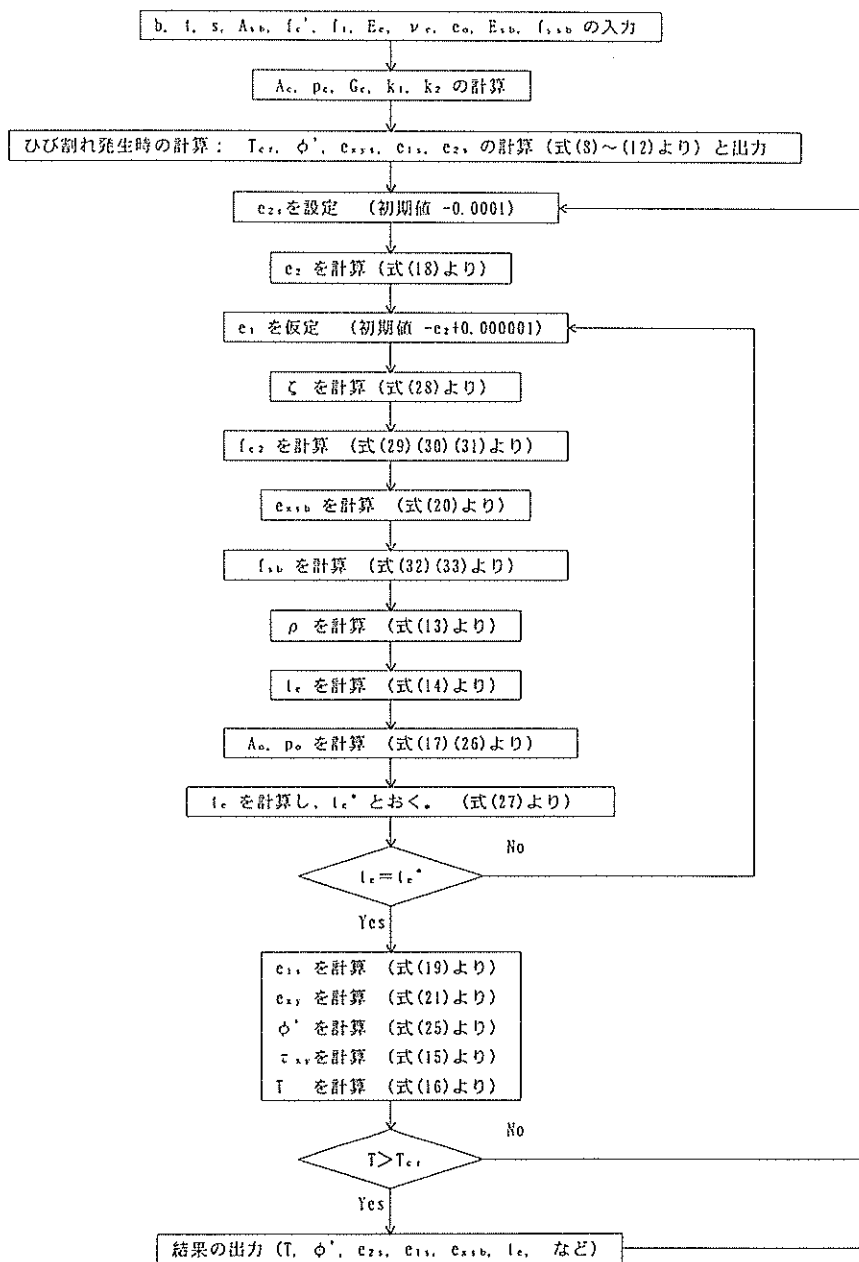 b, t, s, Asb, fc', ft, Ec, νc, e0, Esb, fysb の入力
Ac, pc, Gc, k1, k2 の計算
ひび割れ発生時の計算: Tcr, φ', exys, e1s, e2s の計算 (式(8)~(12)より) と出力
e2sを設定 (初期値 -0.0001)
e2 を計算 (式(18)より)
e1 を仮定 (初期値 -e2+0.000001)
ζ を計算 (式(28)より)
fc2 を計算 (式(29)(30)(31)より)
exsb を計算 (式(20)より)
fsb を計算 (式(32)(33)より)
ρ を計算 (式(13)より)
te を計算 (式(14)より)
A0, p0 を計算 (式(17)(26)より)
te を計算し、te* とおく。 (式(27)より)
No
te=te*
Yes
e1s を計算 (式(19)より)
exy を計算 (式(21)より)
φ' を計算 (式(25)より)
τxyを計算 (式(15)より)
T を計算 (式(16)より)
No
T>Tcr
Yes
結果の出力 (T, φ', e2s, e1s, exsb, te, など)